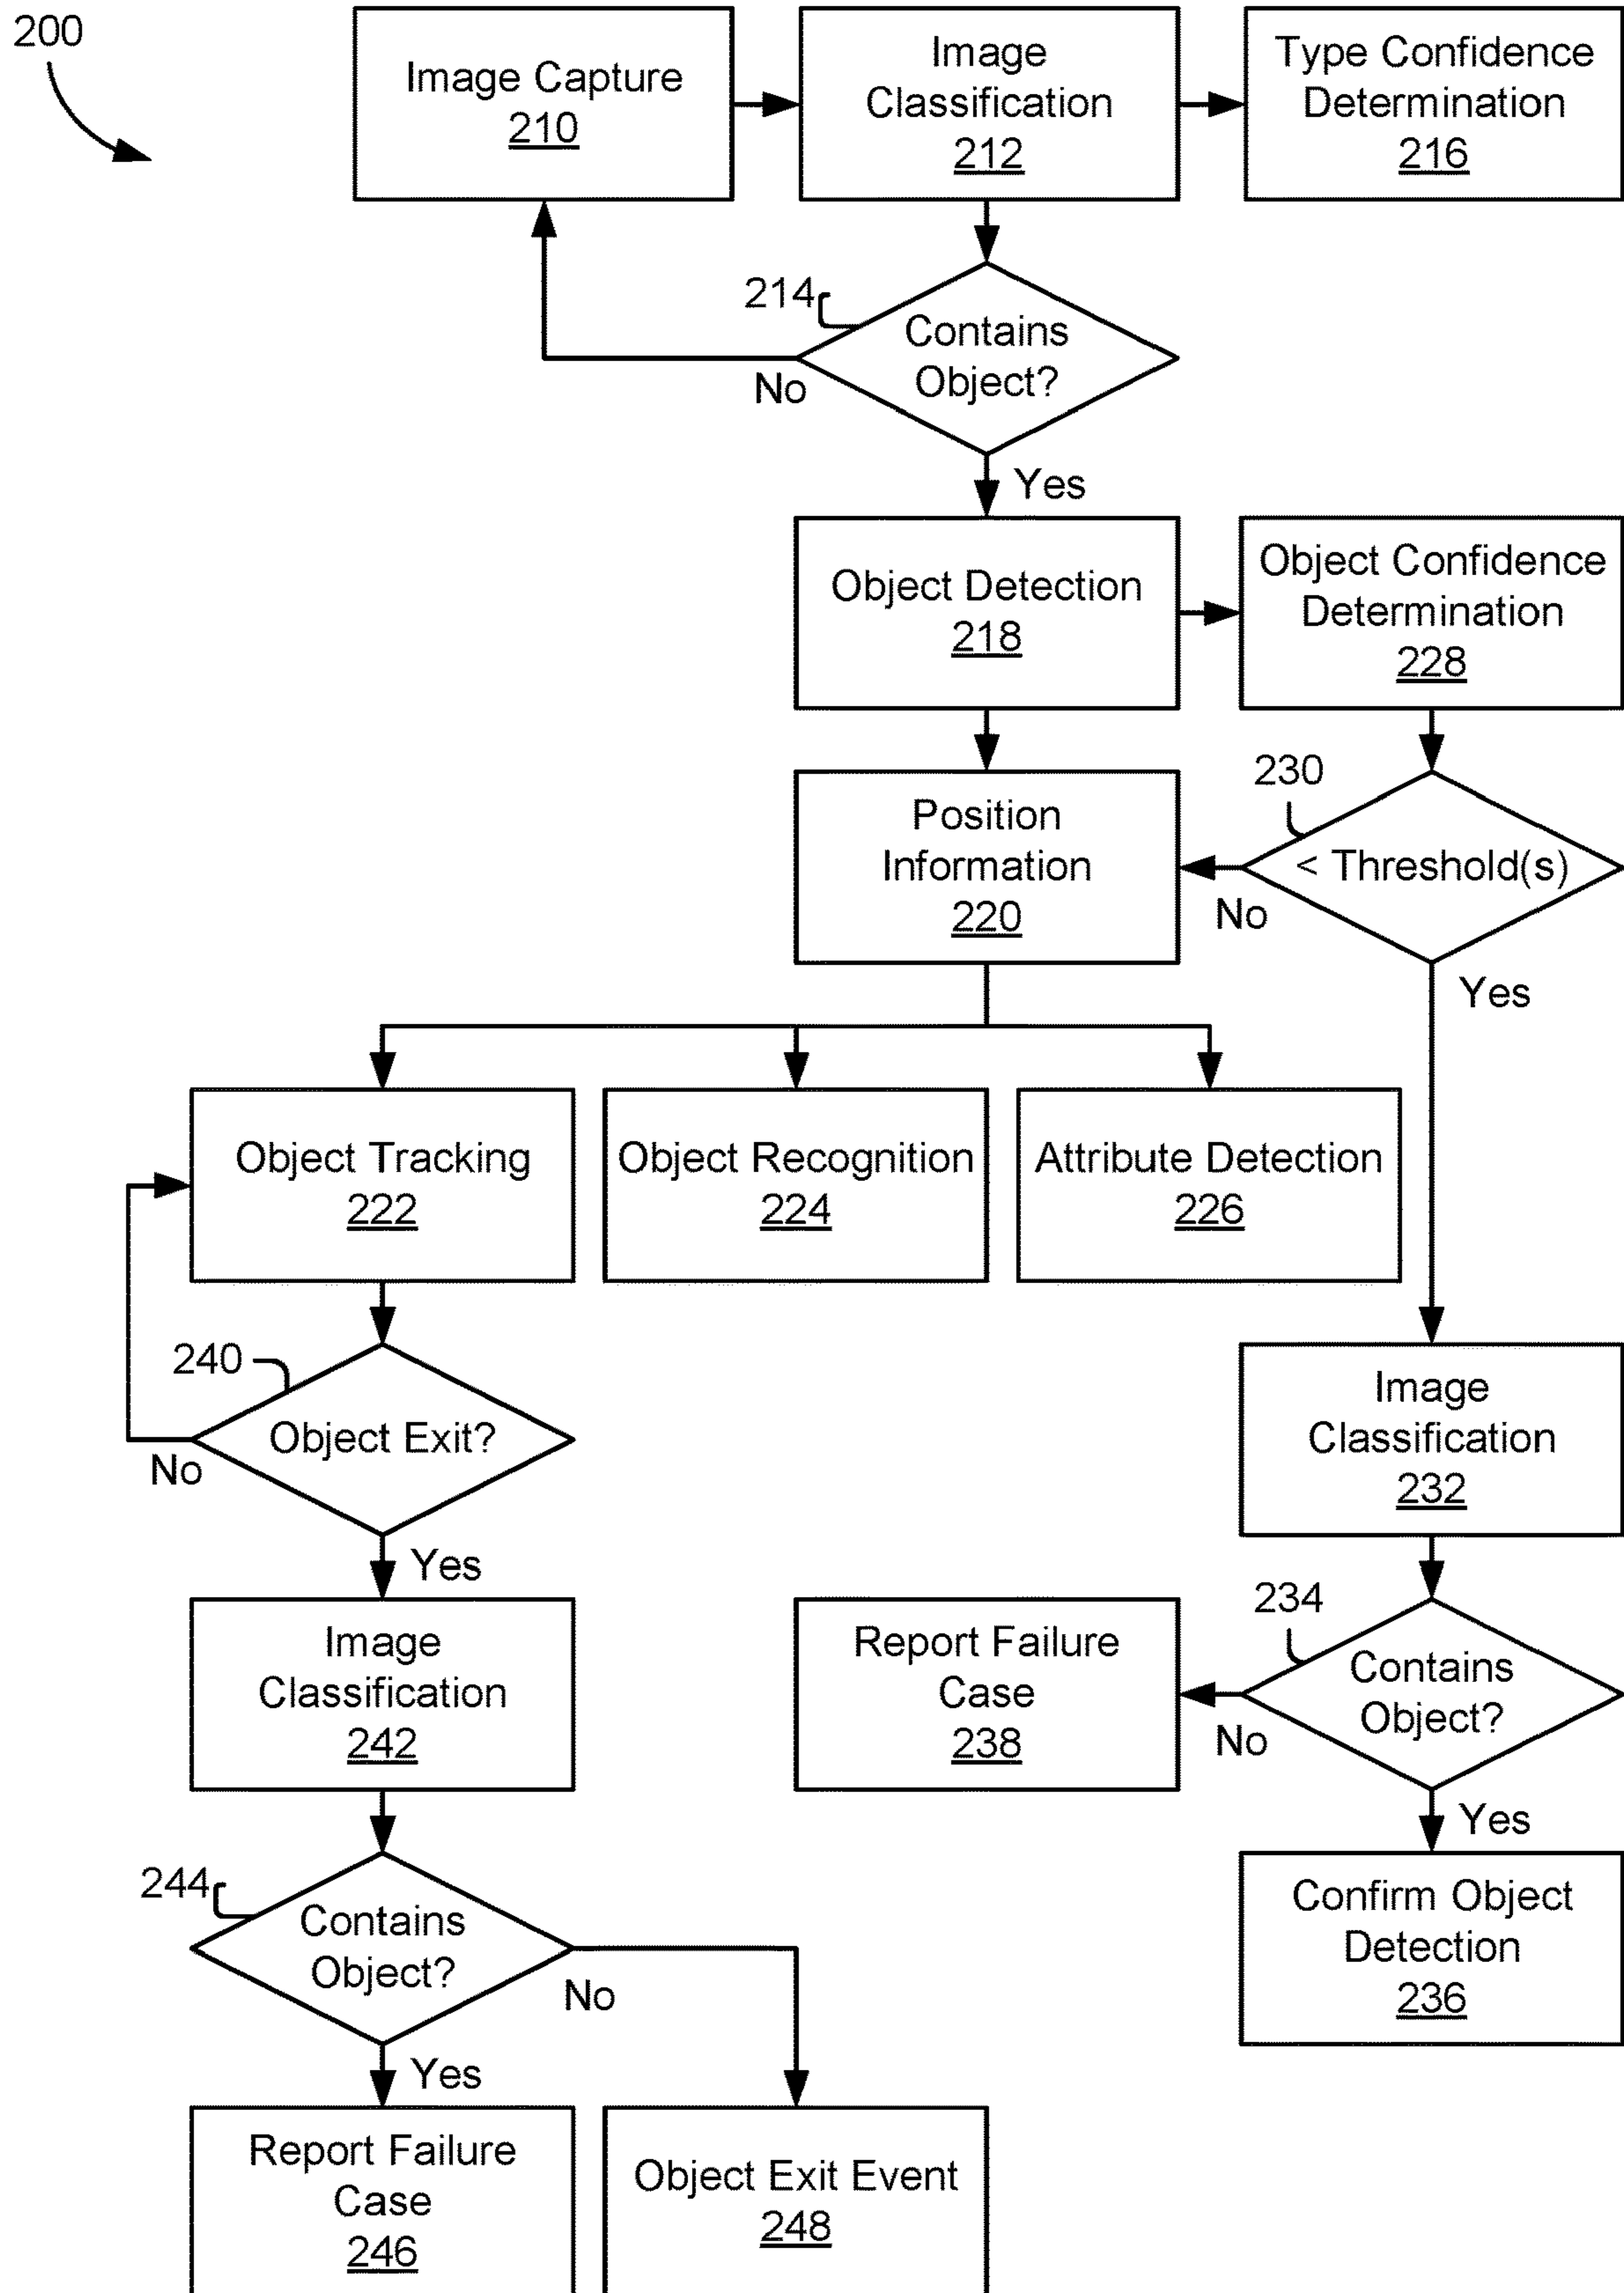 200
Image Capture
210
Image
Classification
212
Type Confidence
Determination
216
214
Contains
Object?
No
Yes
Object Detection
218
Object Confidence
Determination
228
Position
Information
220
230
< Threshold(s)
No
Yes
Object Tracking
222
Object Recognition
224
Attribute Detection
226
240
Object Exit?
No
Yes
Image
Classification
232
Image
Classification
242
Report Failure
Case
238
234
Contains
Object?
No
Yes
244
Contains
Object?
No
Yes
Confirm Object
Detection
236
Report Failure
Case
246
Object Exit Event
248